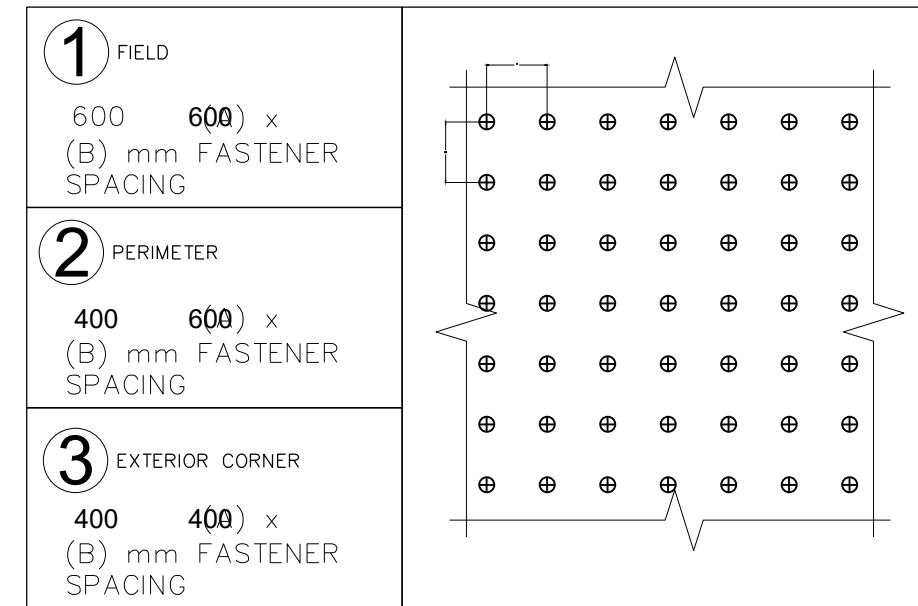 1 FIELD
600 600(A) x
(B) mm FASTENER
SPACING
2 PERIMETER
400 600(A) x
(B) mm FASTENER
SPACING
3 EXTERIOR CORNER
400 400(A) x
(B) mm FASTENER
SPACING